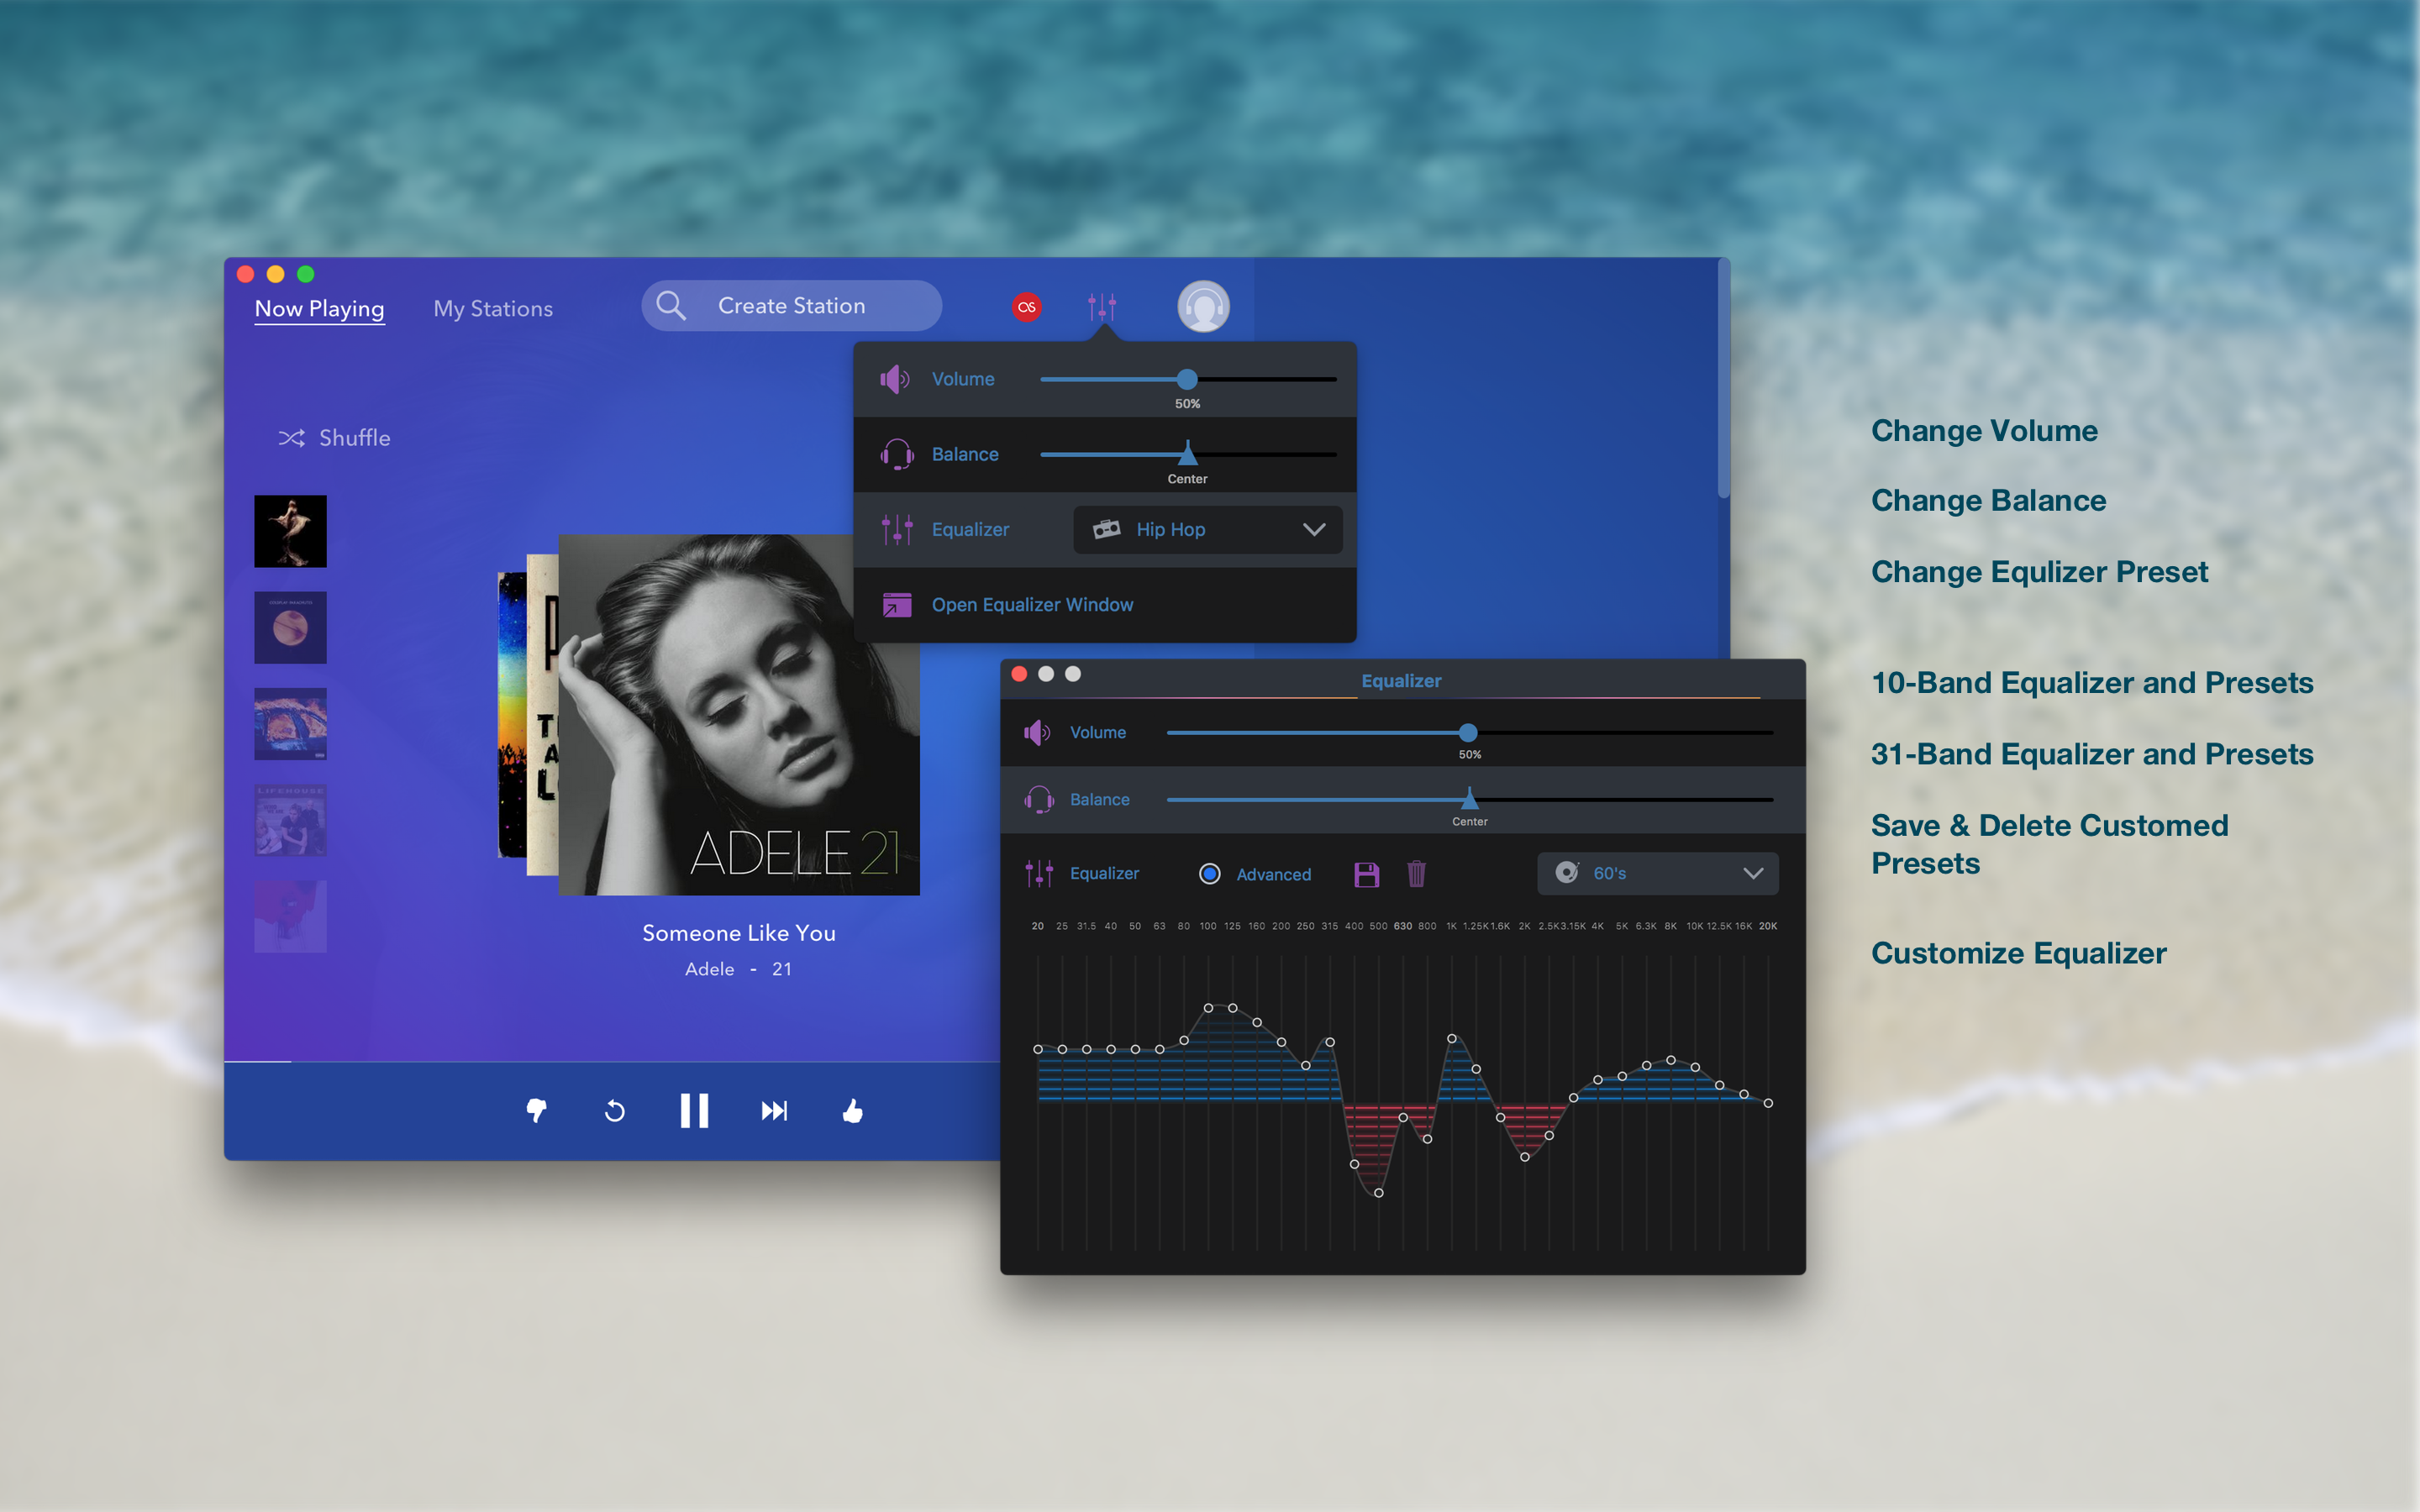 Now Playing
My Stations
Create Station
Volume
50%
Balance
Center
Equalizer
Hip Hop
Open Equalizer Window
Shuffle
LIFEHOUSE
ADELE 21
Someone Like You
Adele - 21
Equalizer
Volume
50%
Balance
Center
Equalizer
Advanced
60's
20 25 31.5 40 50 63 80 100 125 160 200 250 315 400 500 630 800 1K 1.25K 1.6K 2K 2.5K 3.15K 4K 5K 6.3K 8K 10K 12.5K 16K 20K
Change Volume
Change Balance
Change Equlizer Preset
10-Band Equalizer and Presets
31-Band Equalizer and Presets
Save & Delete Customed
Presets
Customize Equalizer